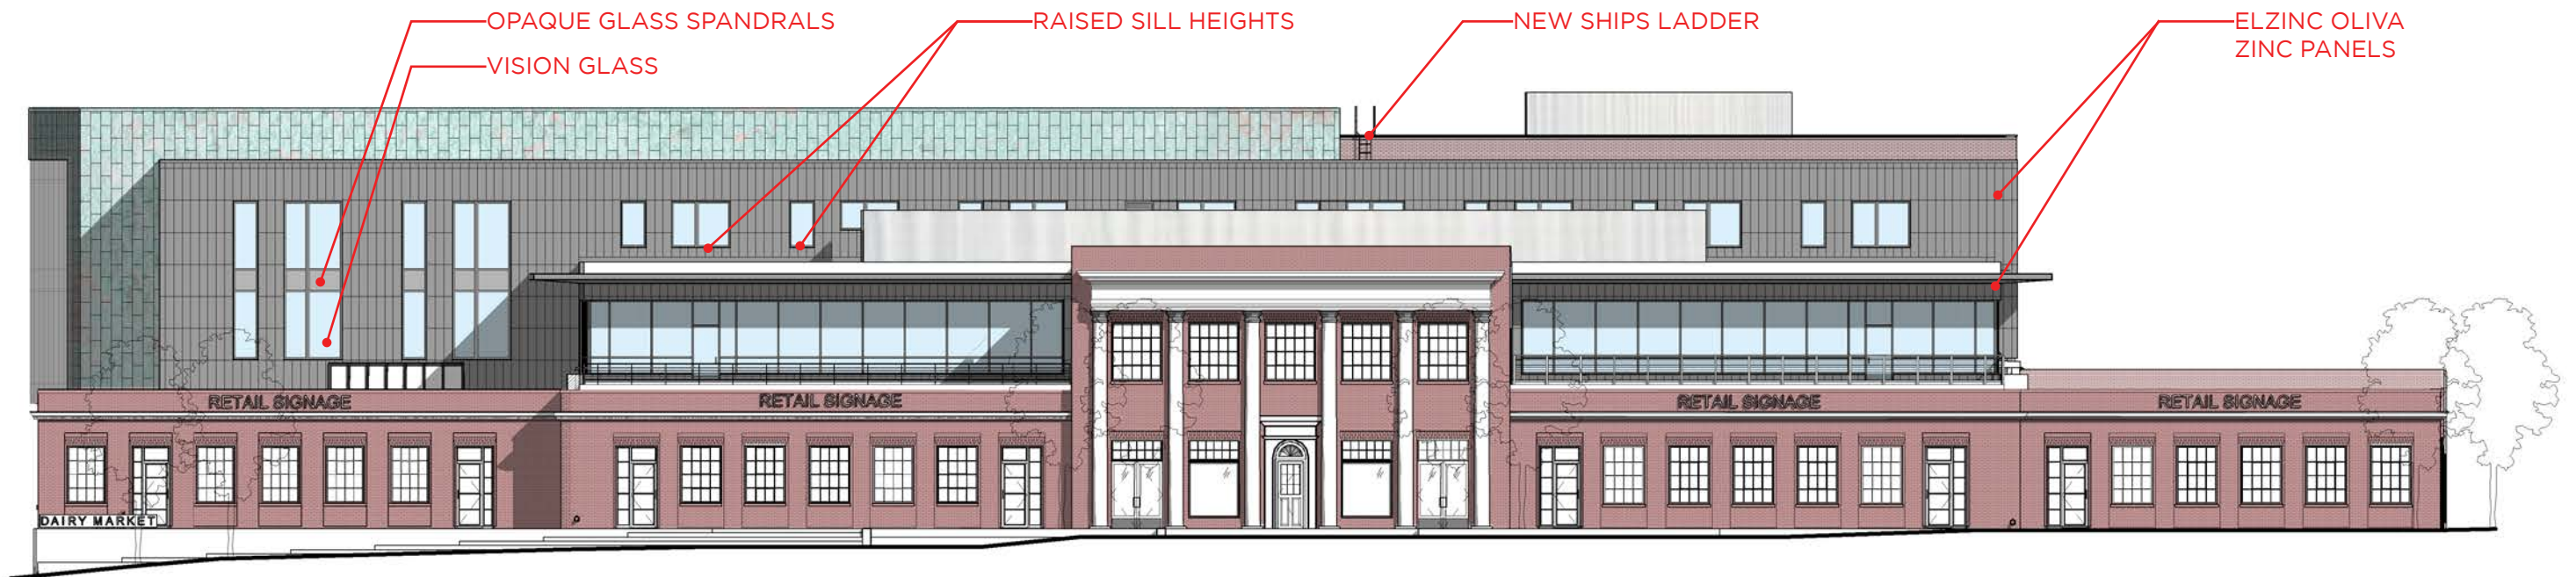 OPAQUE GLASS SPANDRALS
RAISED SILL HEIGHTS
NEW SHIPS LADDER
ELZINC OLIVA
ZINC PANELS
VISION GLASS
RETAIL SIGNAGE
RETAIL SIGNAGE
RETAIL SIGNAGE
RETAIL SIGNAGE
DAIRY MARKET